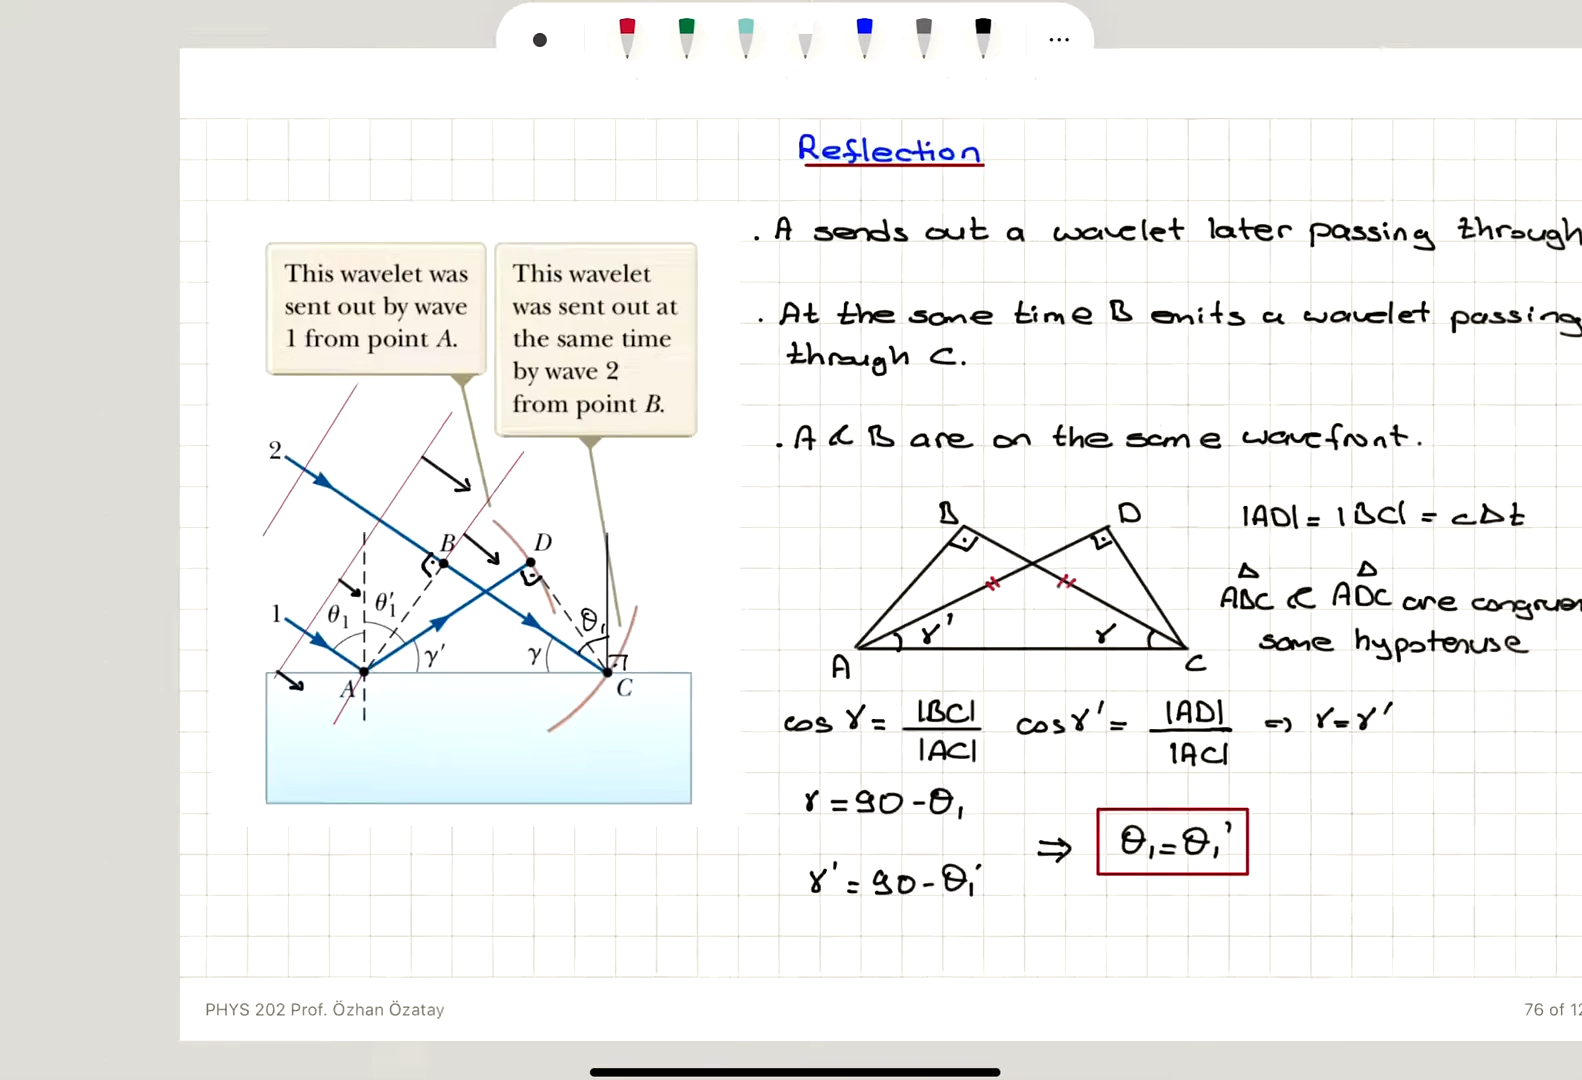 Reflection
This wavelet was
sent out by wave
1 from point A.
This wavelet
was sent out at
the same time
by wave 2
from point B.
. A sends out a wavelet later passing through
. At the same time B emits a wavelet passing
through C.
. A & B are on the same wavefront.
2
B
D
1
θ₁
θ₁'
γ'
γ
θ₁
A
C
B
D
γ'
γ
A
C
|AD| = |BC| = cΔt
ABC & ADC are congruen
same hypotenuse
cos γ = |BC| / |AC| cos γ' = |AD| / |AC| => γ = γ'
γ = 90 - θ₁
γ' = 90 - θ₁'
⇒ θ₁ = θ₁'
PHYS 202 Prof. Özhan Özatay
76 of 12